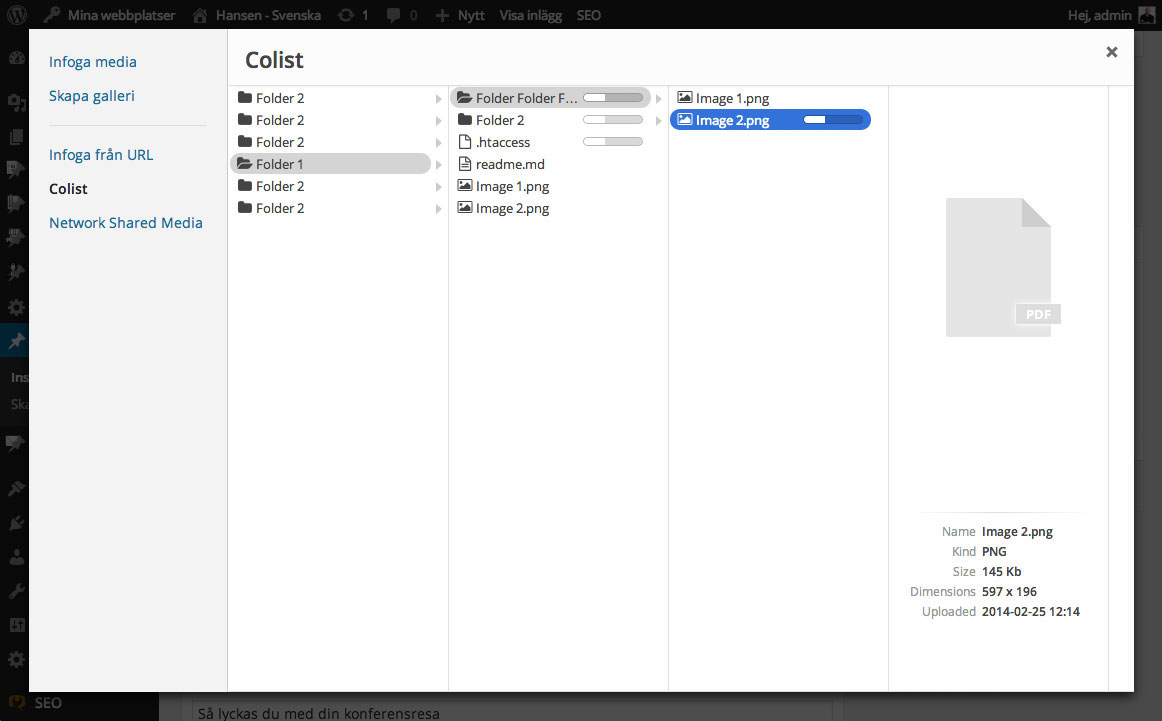 Mina webbplatser Hansen - Svenska 1 0 Nytt Visa inlägg SEO Hej, admin
Infoga media
Skapa galleri
Infoga från URL
Colist
Network Shared Media
Colist
Folder 2
Folder 2
Folder 2
Folder 1
Folder 2
Folder 2
Folder Folder F...
Folder 2
.htaccess
readme.md
Image 1.png
Image 2.png
Image 1.png
Image 2.png
PDF
Name Image 2.png
Kind PNG
Size 145 Kb
Dimensions 597 x 196
Uploaded 2014-02-25 12:14
Ins
Ska
SEO
Så lyckas du med din konferensresa